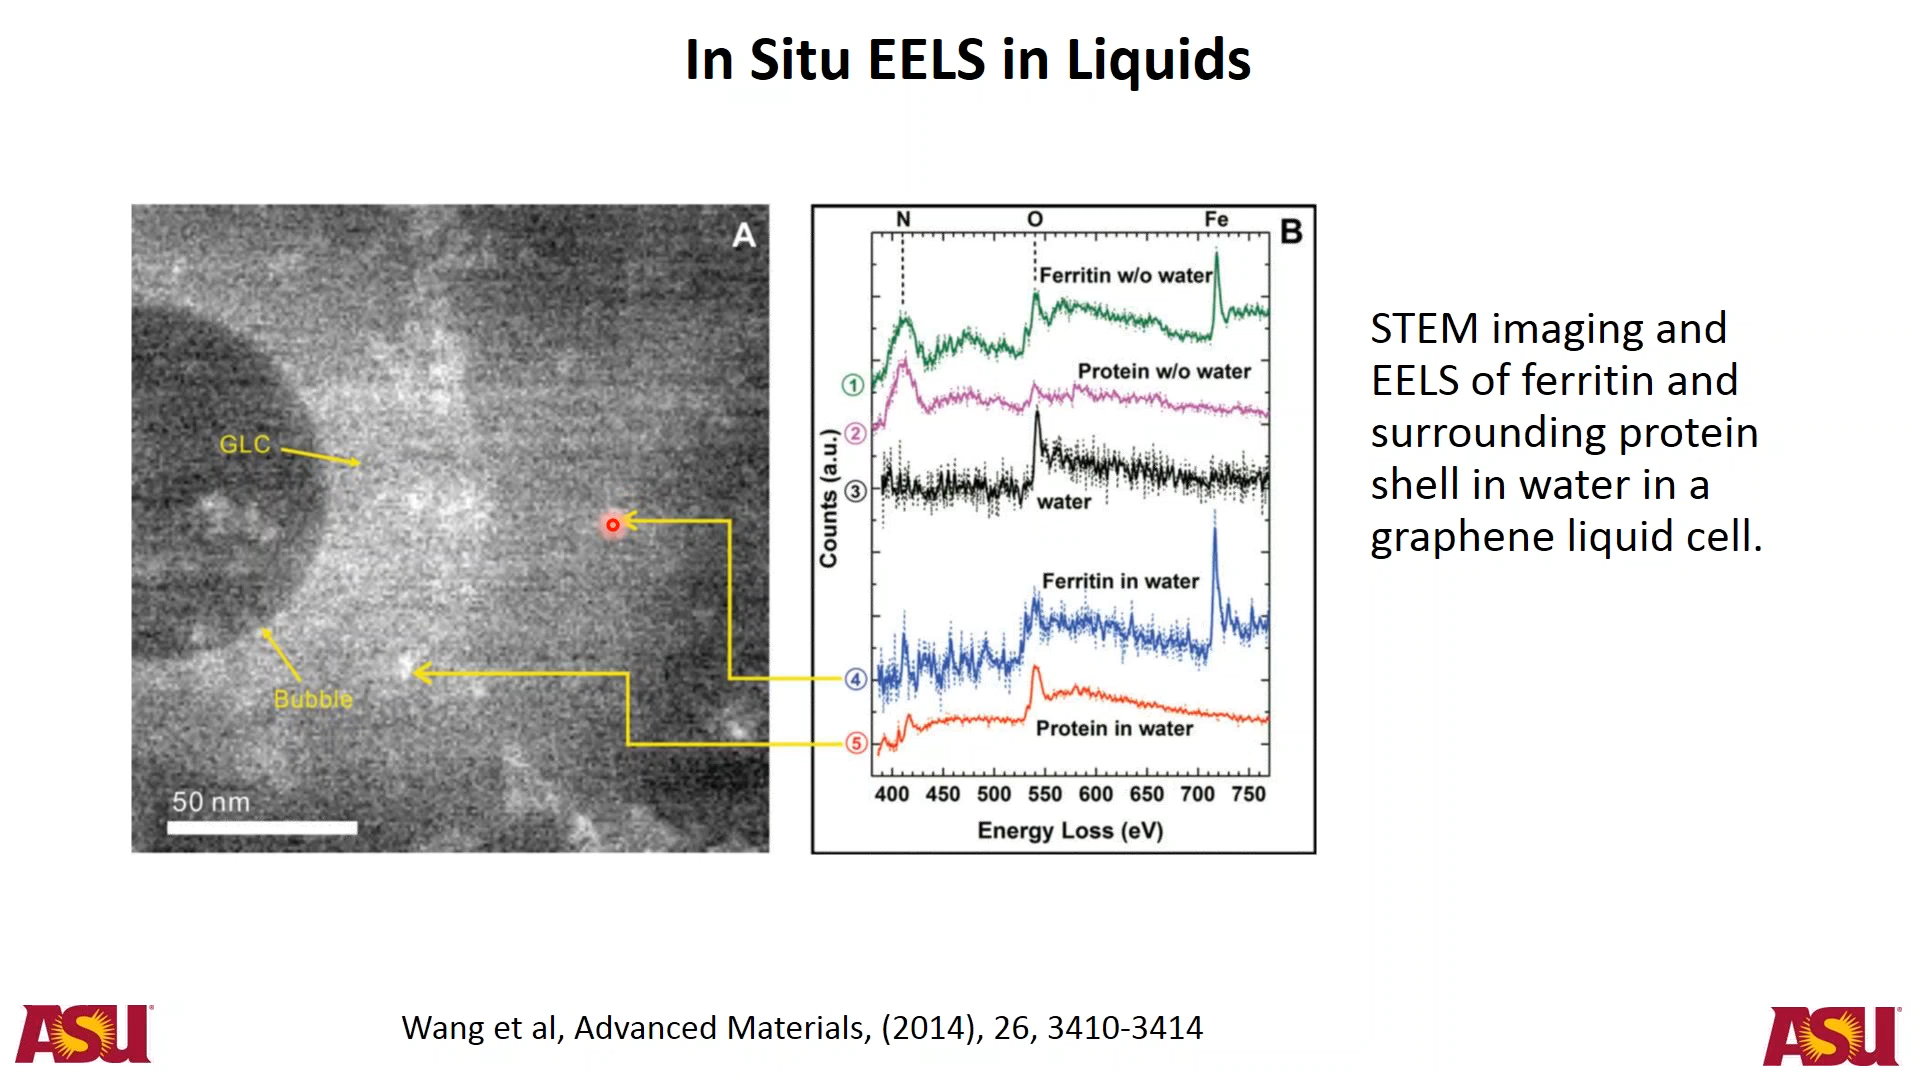 In Situ EELS in Liquids
A
GLC
Bubble
50 nm
N O Fe
B
Ferritin w/o water
1
Protein w/o water
2
3
water
Ferritin in water
4
Protein in water
5
Counts (a.u.)
400 450 500 550 600 650 700 750
Energy Loss (eV)
STEM imaging and
EELS of ferritin and
surrounding protein
shell in water in a
graphene liquid cell.
ASU
Wang et al, Advanced Materials, (2014), 26, 3410-3414
ASU